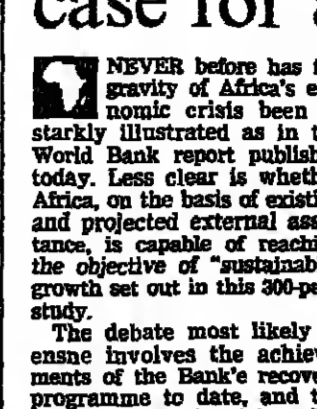 case for a
NEVER before has
gravity of Africa's e
nomic crisis been
starkly illustrated as in t
World Bank report publish
today. Less clear is wheth
Africa, on the basis of existi
and projected external ass
tance, is capable of reachi
the objective of "sustainab
growth set out in this 300-pa
study.
The debate most likely
ensne involves the achiev
ments of the Bank's recove
programme to date, and t